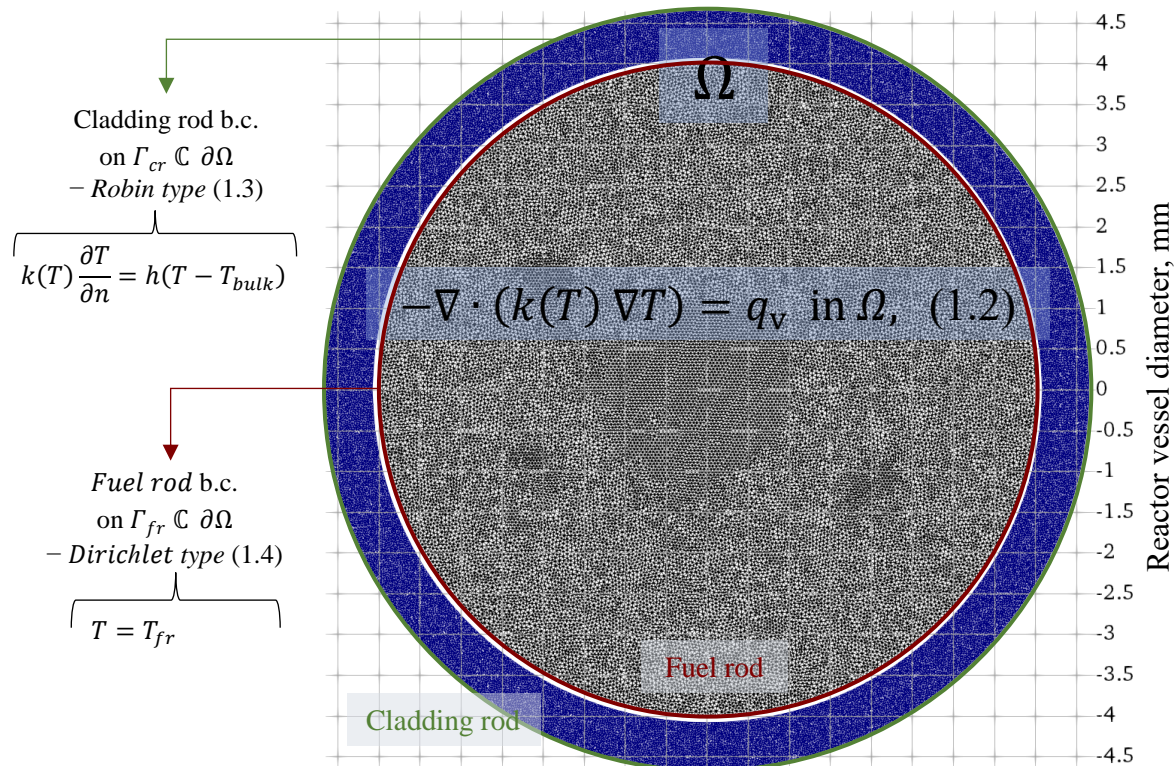 Cladding rod b.c.
on Γ_cr ℂ ∂Ω
– Robin type (1.3)
k(T) ∂T/∂n = h(T − T_bulk)
Fuel rod b.c.
on Γ_fr ℂ ∂Ω
– Dirichlet type (1.4)
T = T_fr
Ω
−∇ · (k(T) ∇T) = q_v in Ω, (1.2)
Fuel rod
Cladding rod
4.5
4
3.5
3
2.5
2
1.5
1
0.5
0
-0.5
-1
-1.5
-2
-2.5
-3
-3.5
-4
-4.5
Reactor vessel diameter, mm